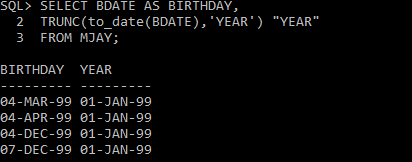 SQL> SELECT BDATE AS BIRTHDAY,
2 TRUNC(to_date(BDATE),'YEAR') "YEAR"
3 FROM MJAY;
BIRTHDAY YEAR
--------- ---------
04-MAR-99 01-JAN-99
04-APR-99 01-JAN-99
04-DEC-99 01-JAN-99
07-DEC-99 01-JAN-99